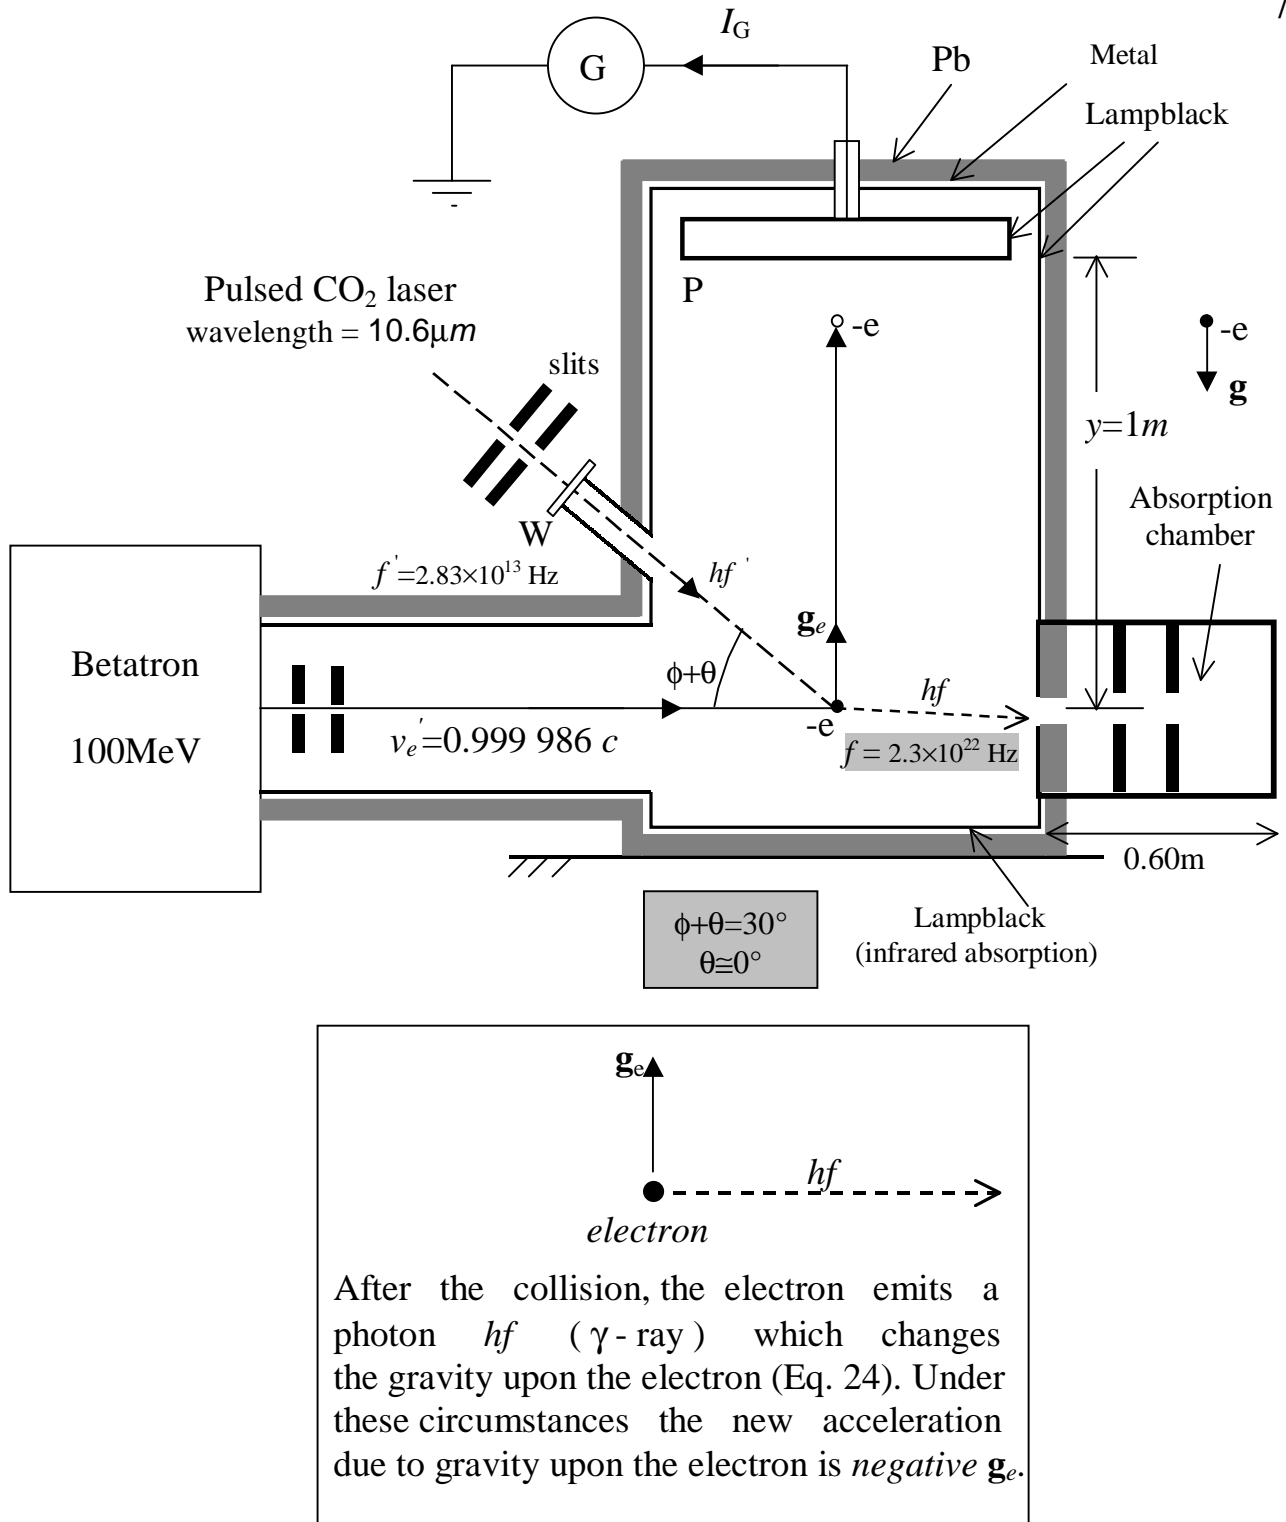 I_G
G
Pb
Metal
Lampblack
P
Pulsed CO₂ laser
wavelength = 10.6μm
slits
-e
-e
g
y=1m
Absorption
chamber
W
f'=2.83×10¹³ Hz
hf'
g_e
Betatron
100MeV
ϕ+θ
hf
-e
v_e'=0.999 986 c
f = 2.3×10²² Hz
0.60m
ϕ+θ=30°
θ≅0°
Lampblack
(infrared absorption)
g_e
hf
electron
After the collision, the electron emits a
photon hf (γ- ray) which changes
the gravity upon the electron (Eq. 24). Under
these circumstances the new acceleration
due to gravity upon the electron is negative g_e.